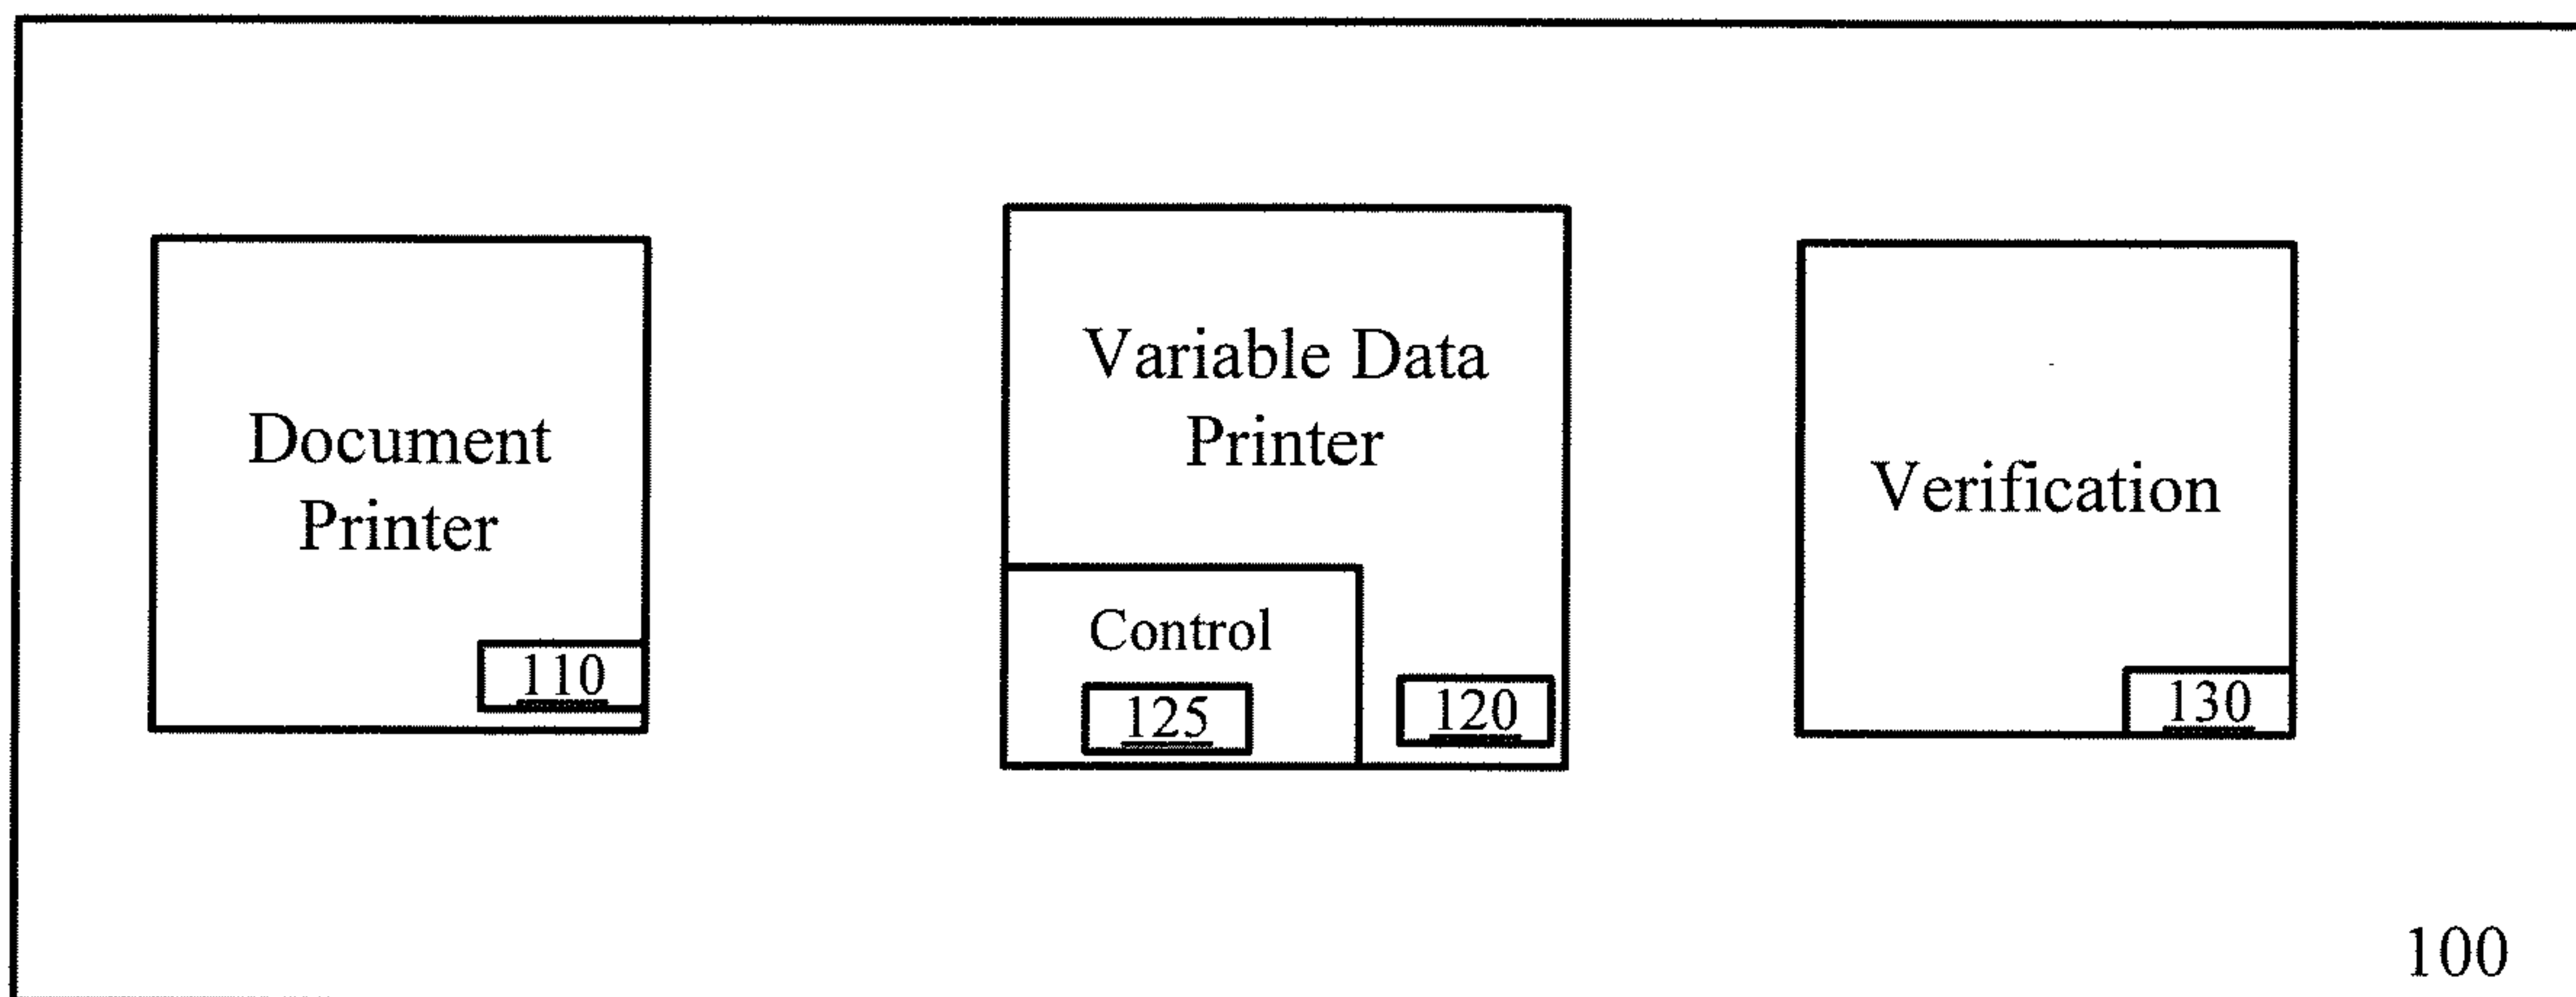 Document
Printer
110
Variable Data
Printer
Control
125
120
Verification
130
100